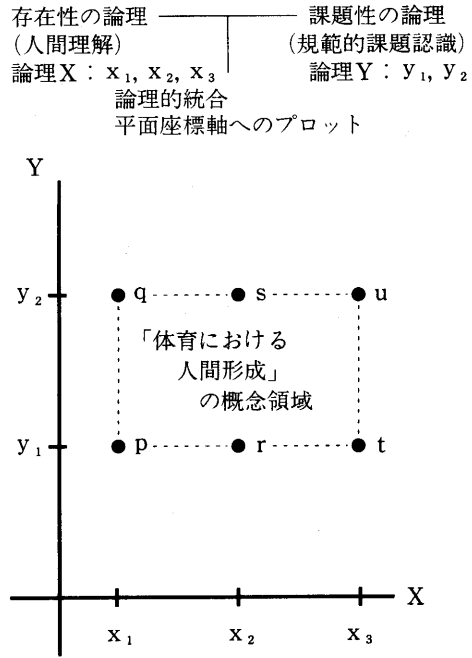 存在性の論理 課題性の論理
(人間理解) (規範的課題認識)
論理X：x₁, x₂, x₃ 論理Y：y₁, y₂
論理的統合
平面座標軸へのプロット
Y
y₂ q s u
「体育における
人間形成」
の概念領域
y₁ p r t
X
x₁ x₂ x₃